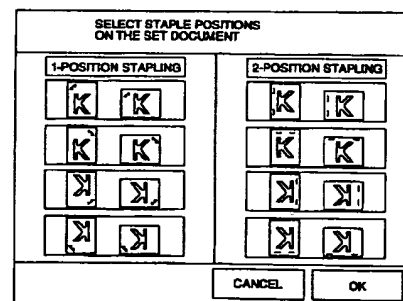 SELECT STAPLE POSITIONS
ON THE SET DOCUMENT
1-POSITION STAPLING
2-POSITION STAPLING
K K
K K
K K
K K
K K
K K
K K
K K
CANCEL
OK